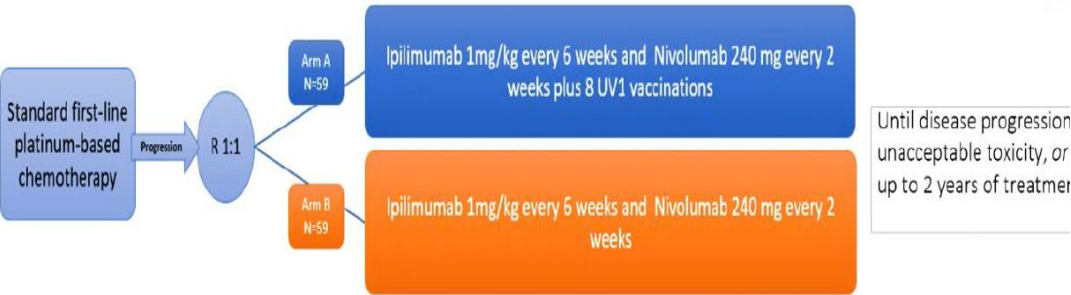 Standard first-line
platinum-based
chemotherapy
Progression
R 1:1
Arm A
N=59
Ipilimumab 1mg/kg every 6 weeks and Nivolumab 240 mg every 2
weeks plus 8 UV1 vaccinations
Arm B
N=59
Ipilimumab 1mg/kg every 6 weeks and Nivolumab 240 mg every 2
weeks
Until disease progression
unacceptable toxicity, or
up to 2 years of